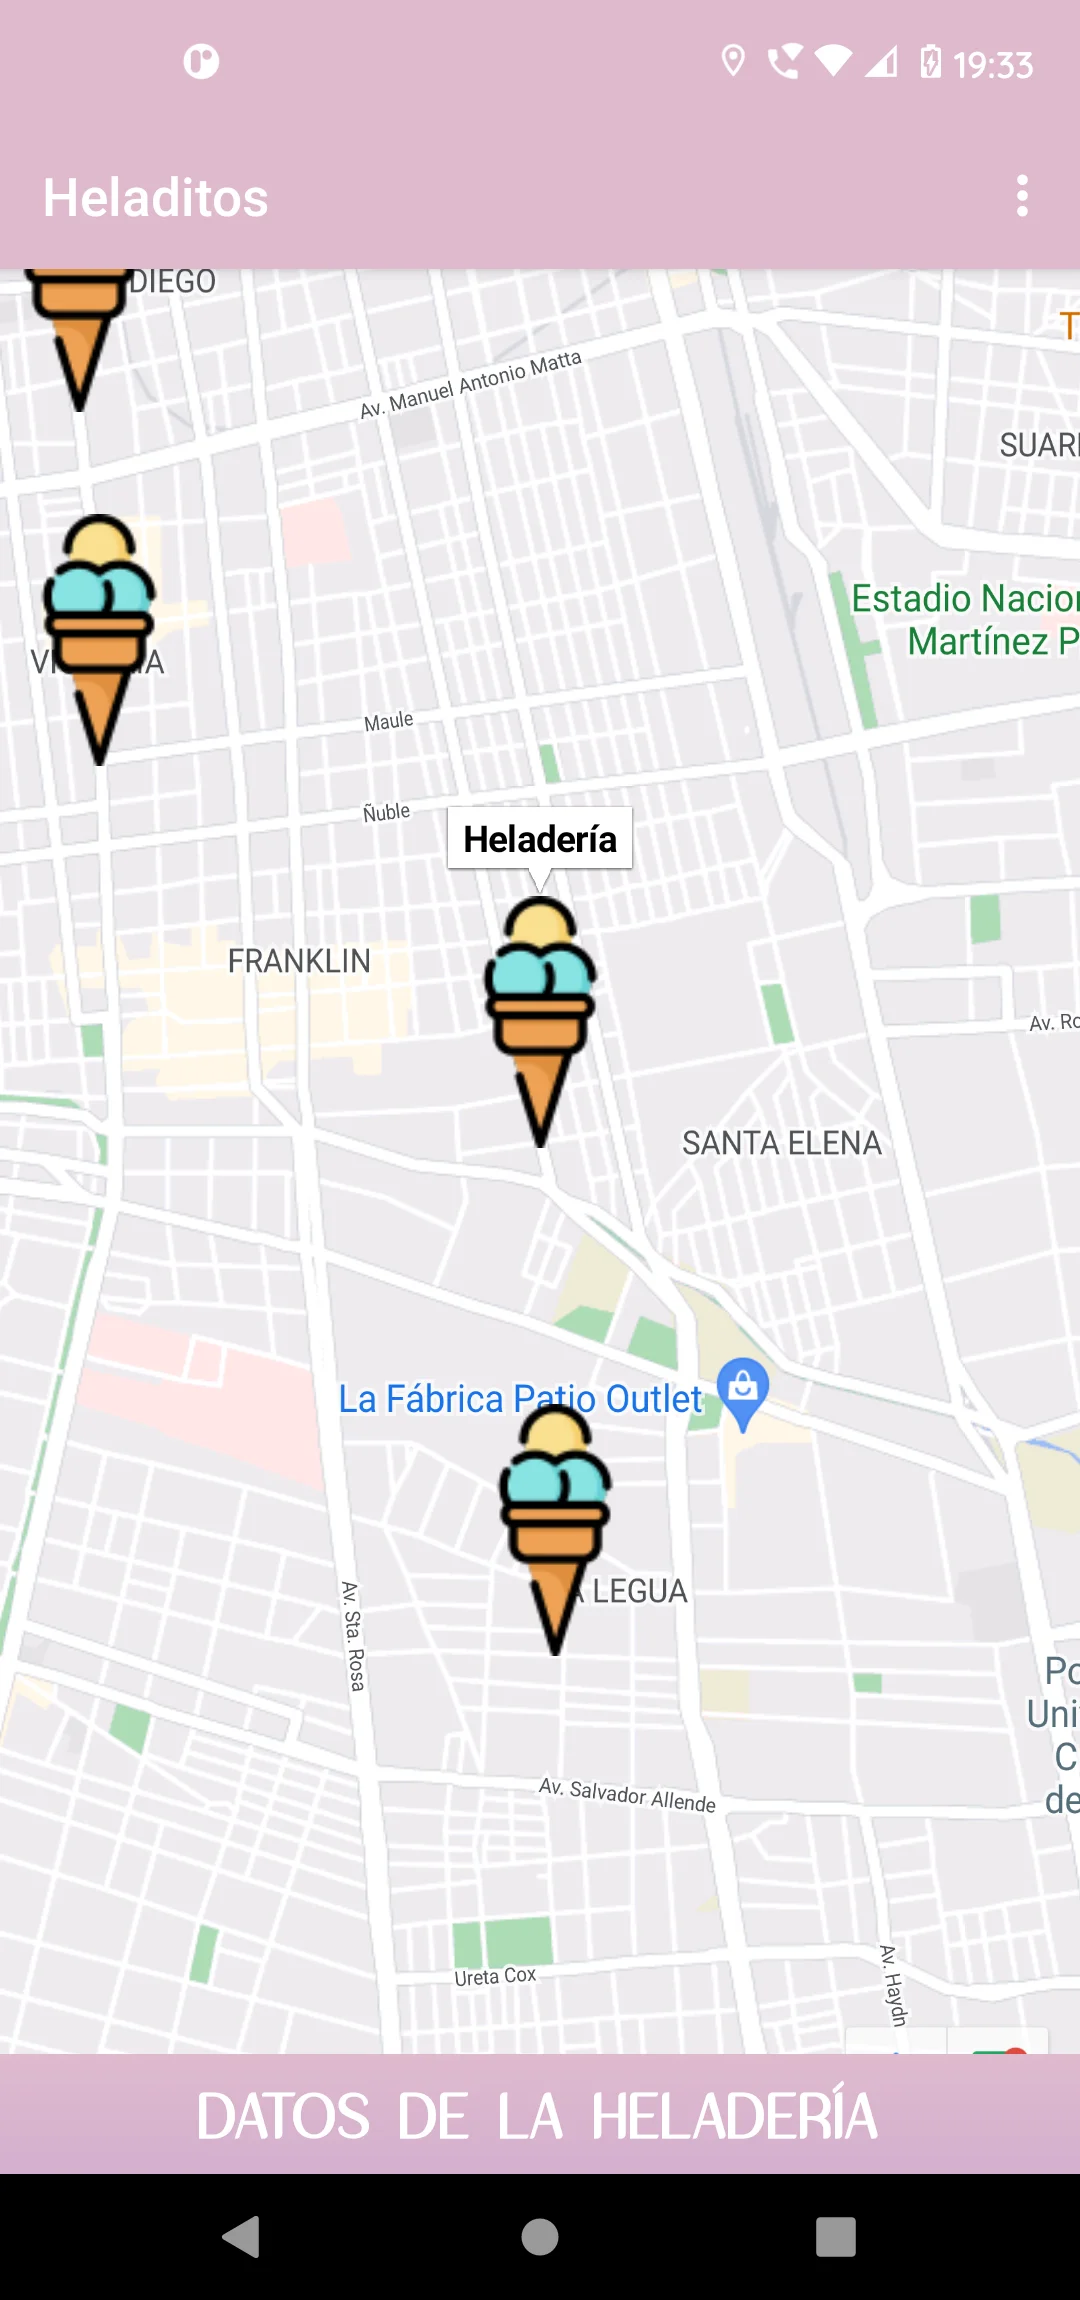 19:33
Heladitos
DIEGO
Av. Manuel Antonio Matta
SUAR
Estadio Nacion
Martínez P
Maule
Ñuble
Heladería
FRANKLIN
Av. Ro
SANTA ELENA
La Fábrica Patio Outlet
LEGUA
Av. Sta. Rosa
Po
Uni
C
de
Av. Salvador Allende
Ureta Cox
Av. Haydn
DATOS DE LA HELADERÍA